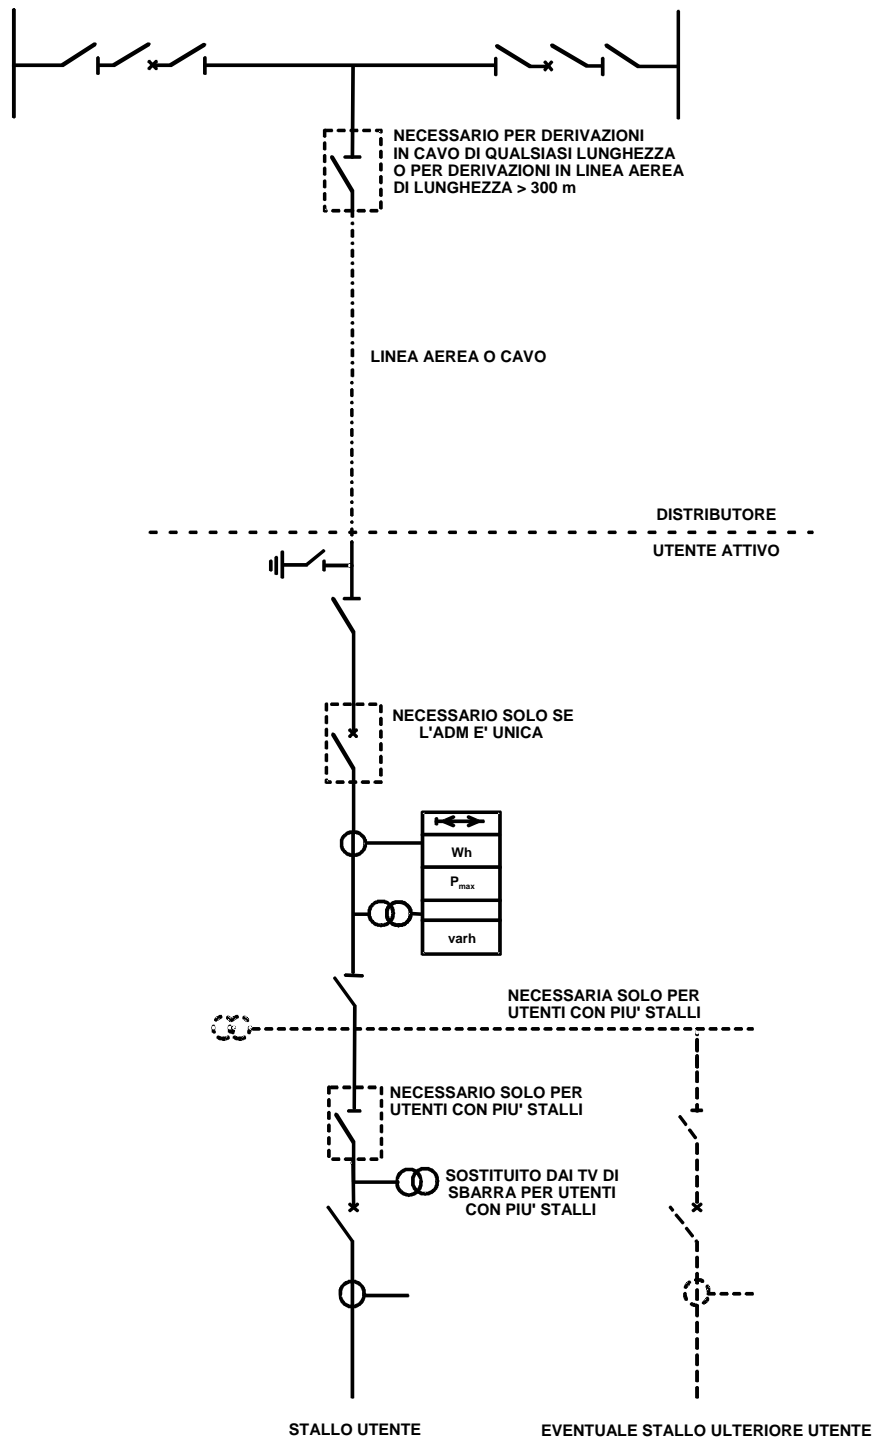 NECESSARIO PER DERIVAZIONI
IN CAVO DI QUALSIASI LUNGHEZZA
O PER DERIVAZIONI IN LINEA AEREA
DI LUNGHEZZA > 300 m
LINEA AEREA O CAVO
DISTRIBUTORE
UTENTE ATTIVO
NECESSARIO SOLO SE
L'ADM E' UNICA
Wh
Pmax
varh
NECESSARIA SOLO PER
UTENTI CON PIU' STALLI
NECESSARIO SOLO PER
UTENTI CON PIU' STALLI
SOSTITUITO DAI TV DI
SBARRA PER UTENTI
CON PIU' STALLI
STALLO UTENTE
EVENTUALE STALLO ULTERIORE UTENTE